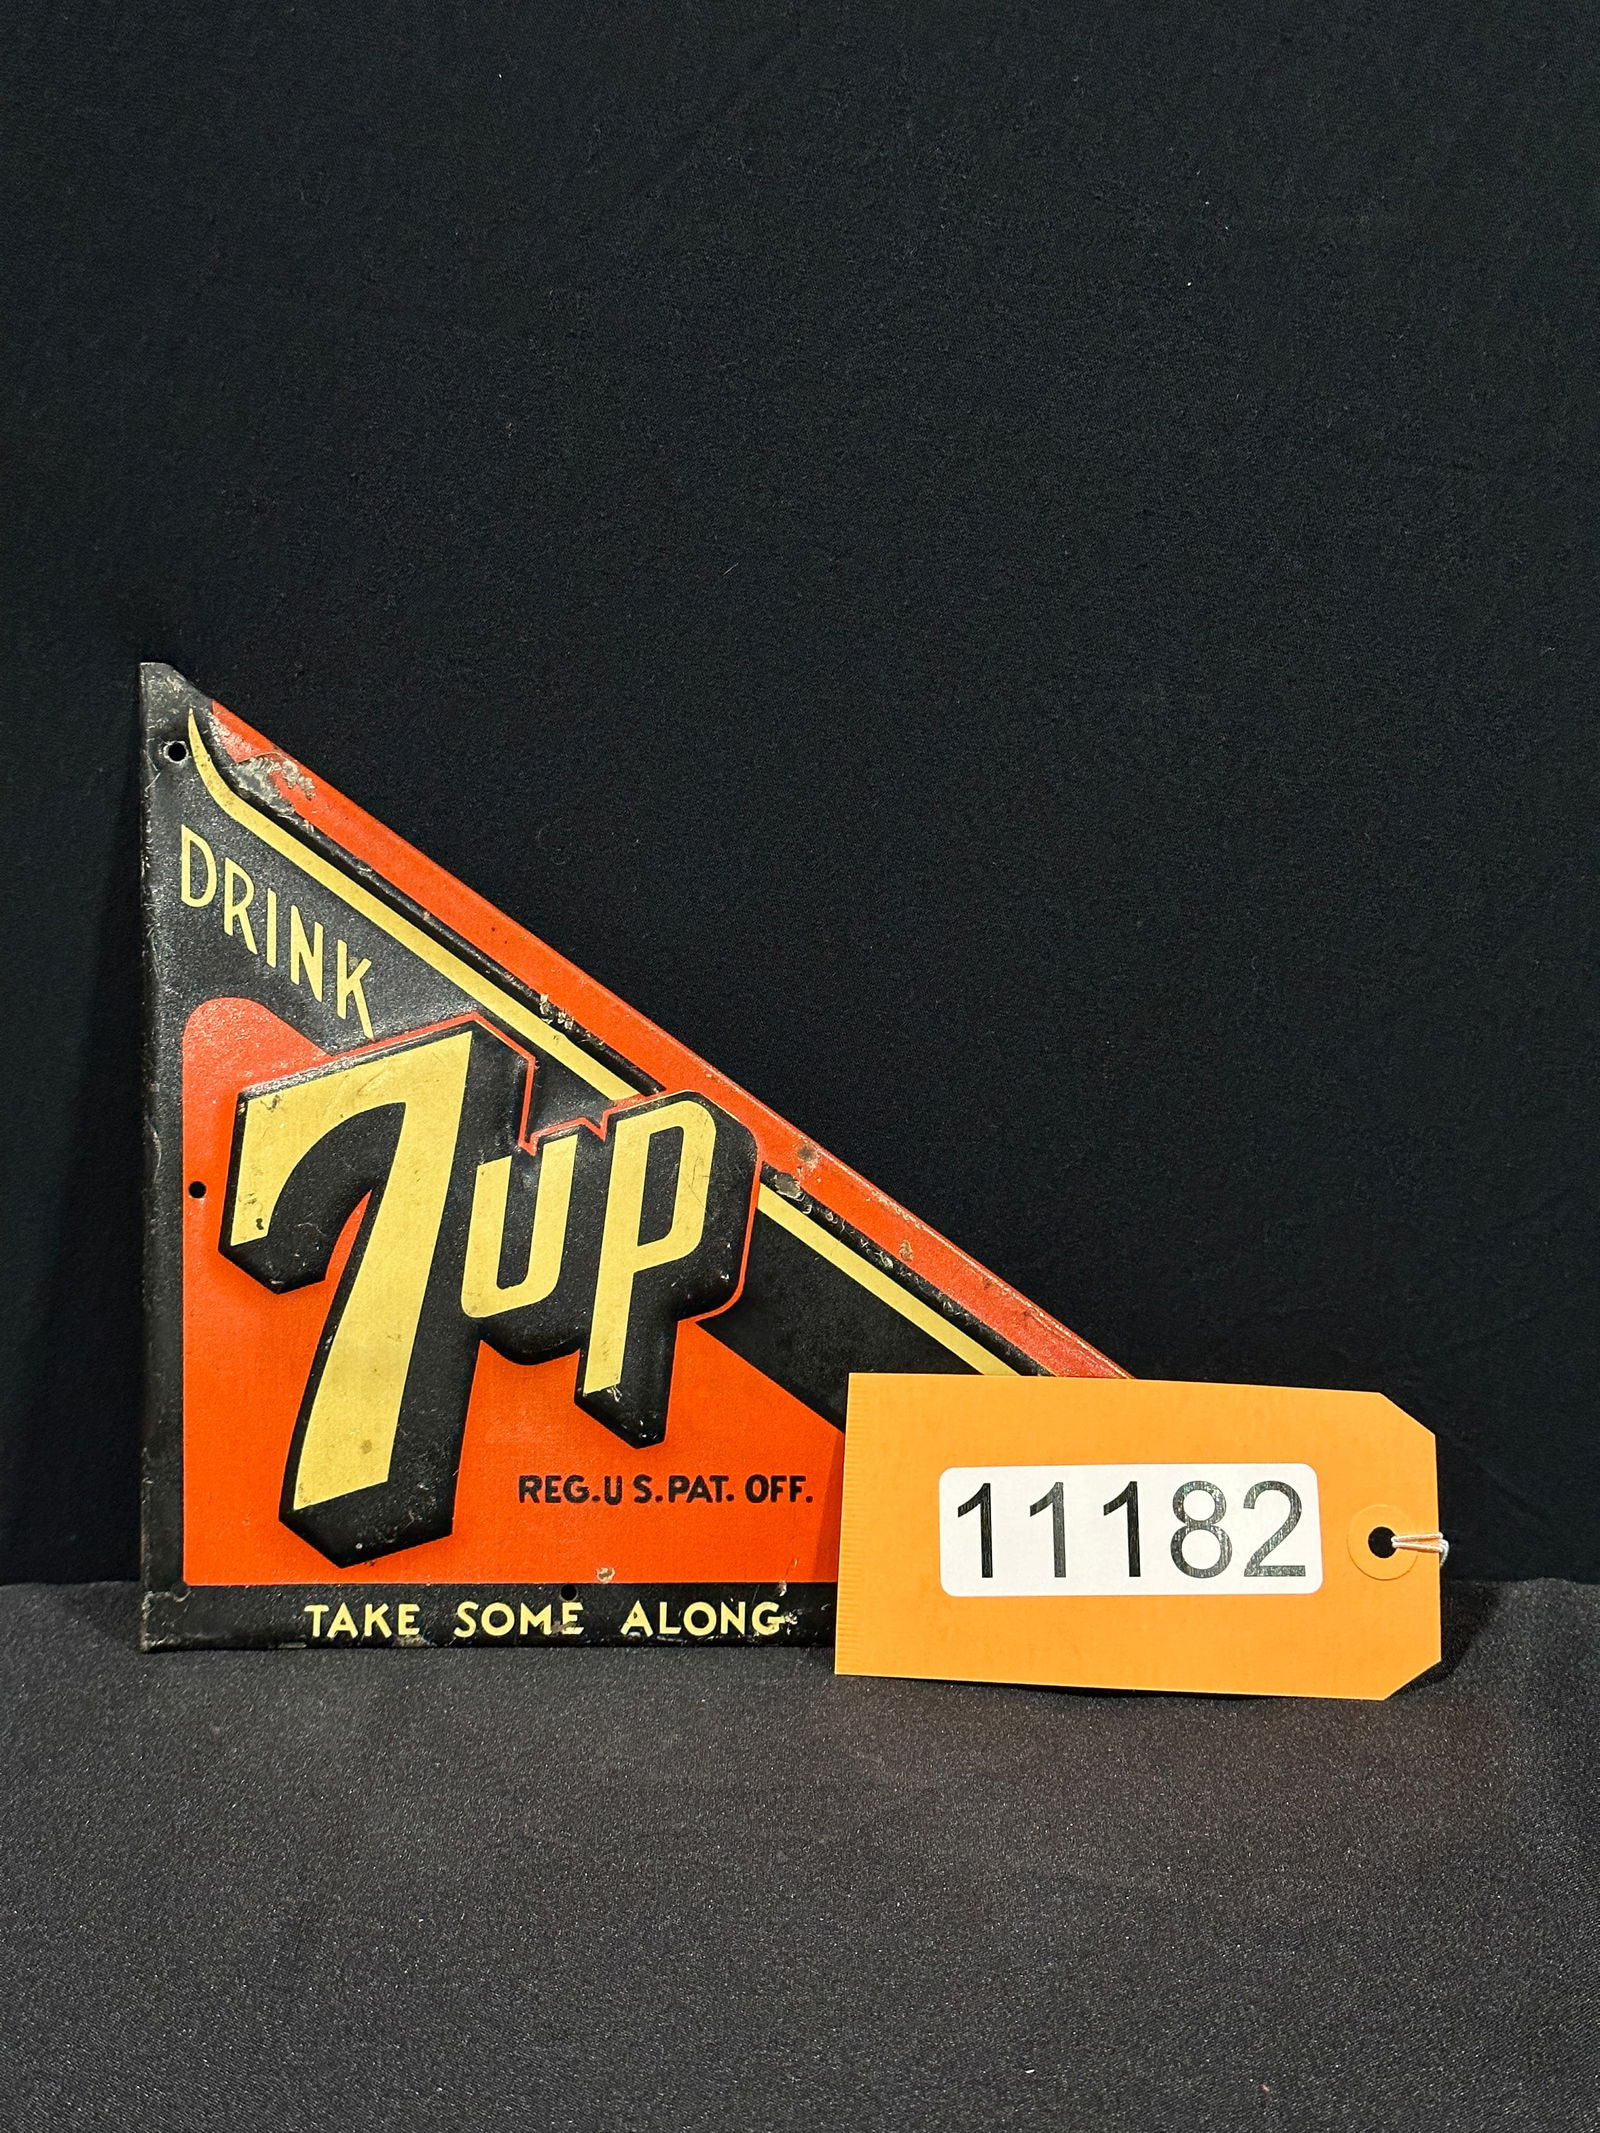 DRINK
7UP
REG. U S. PAT. OFF.
TAKE SOME ALONG
11182